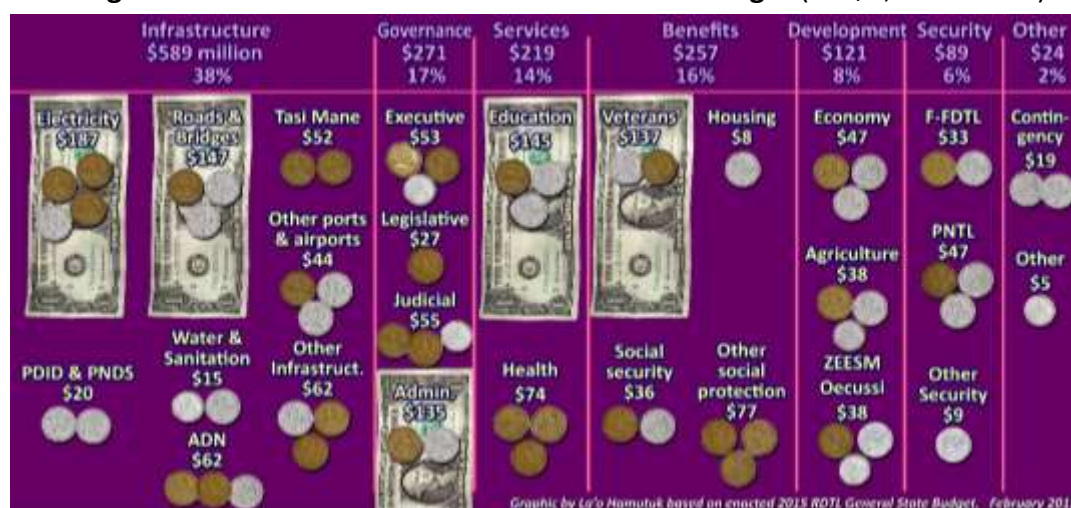 Infrastructure
$589 million
38%
Governance
$271
17%
Services
$219
14%
Benefits
$257
16%
Development
$121
8%
Security
$89
6%
Other
$24
2%
Electricity
$187
Roads &
Bridges
$147
Tasi Mane
$52
Other ports
& airports
$44
PDID & PNDS
$20
Water &
Sanitation
$15
ADN
$62
Other
Infrastruct.
$62
Executive
$53
Legislative
$27
Judicial
$55
Admin.
$135
Education
$145
Health
$74
Veterans
$137
Housing
$8
Social
security
$36
Other
social
protection
$77
Economy
$47
Agriculture
$38
ZEESM
Oecussi
$38
F-FDTL
$33
PNTL
$47
Other
Security
$9
Contin-
gency
$19
Other
$5
Graphic by La'o Hamutuk based on enacted 2015 RDTL General State Budget. February 201